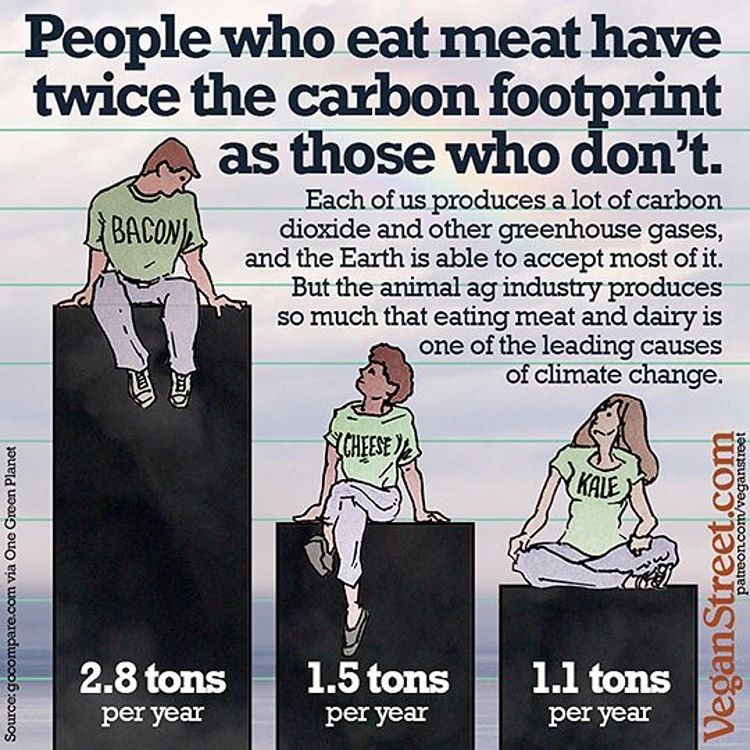 People who eat meat have
twice the carbon footprint
as those who don't.
Each of us produces a lot of carbon
dioxide and other greenhouse gases,
and the Earth is able to accept most of it.
But the animal ag industry produces
so much that eating meat and dairy is
one of the leading causes
of climate change.
BACON
CHEESE
KALE
2.8 tons
per year
1.5 tons
per year
1.1 tons
per year
Source: gocompare.com via One Green Planet
VeganStreet.com
patreon.com/veganstreet